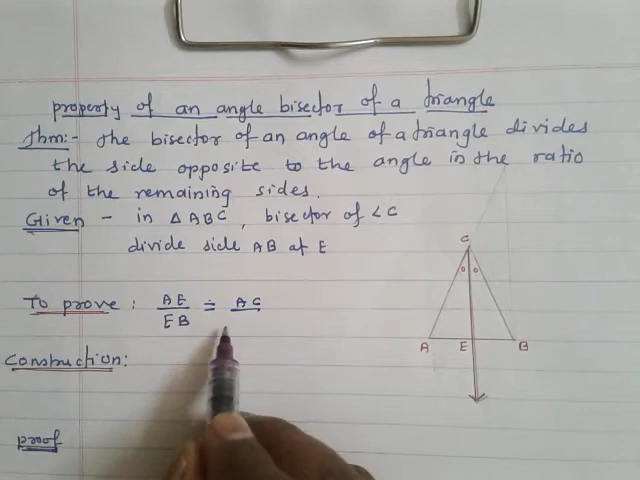 property of an angle bisector of a triangle
Thm:- the bisector of an angle of a triangle divides
the side opposite to the angle in the ratio
of the remaining sides.
Given - in △ ABC, bisector of ∠C
divide side AB at E
To prove : AE/EB = AC
Construction:
proof
C
A E B